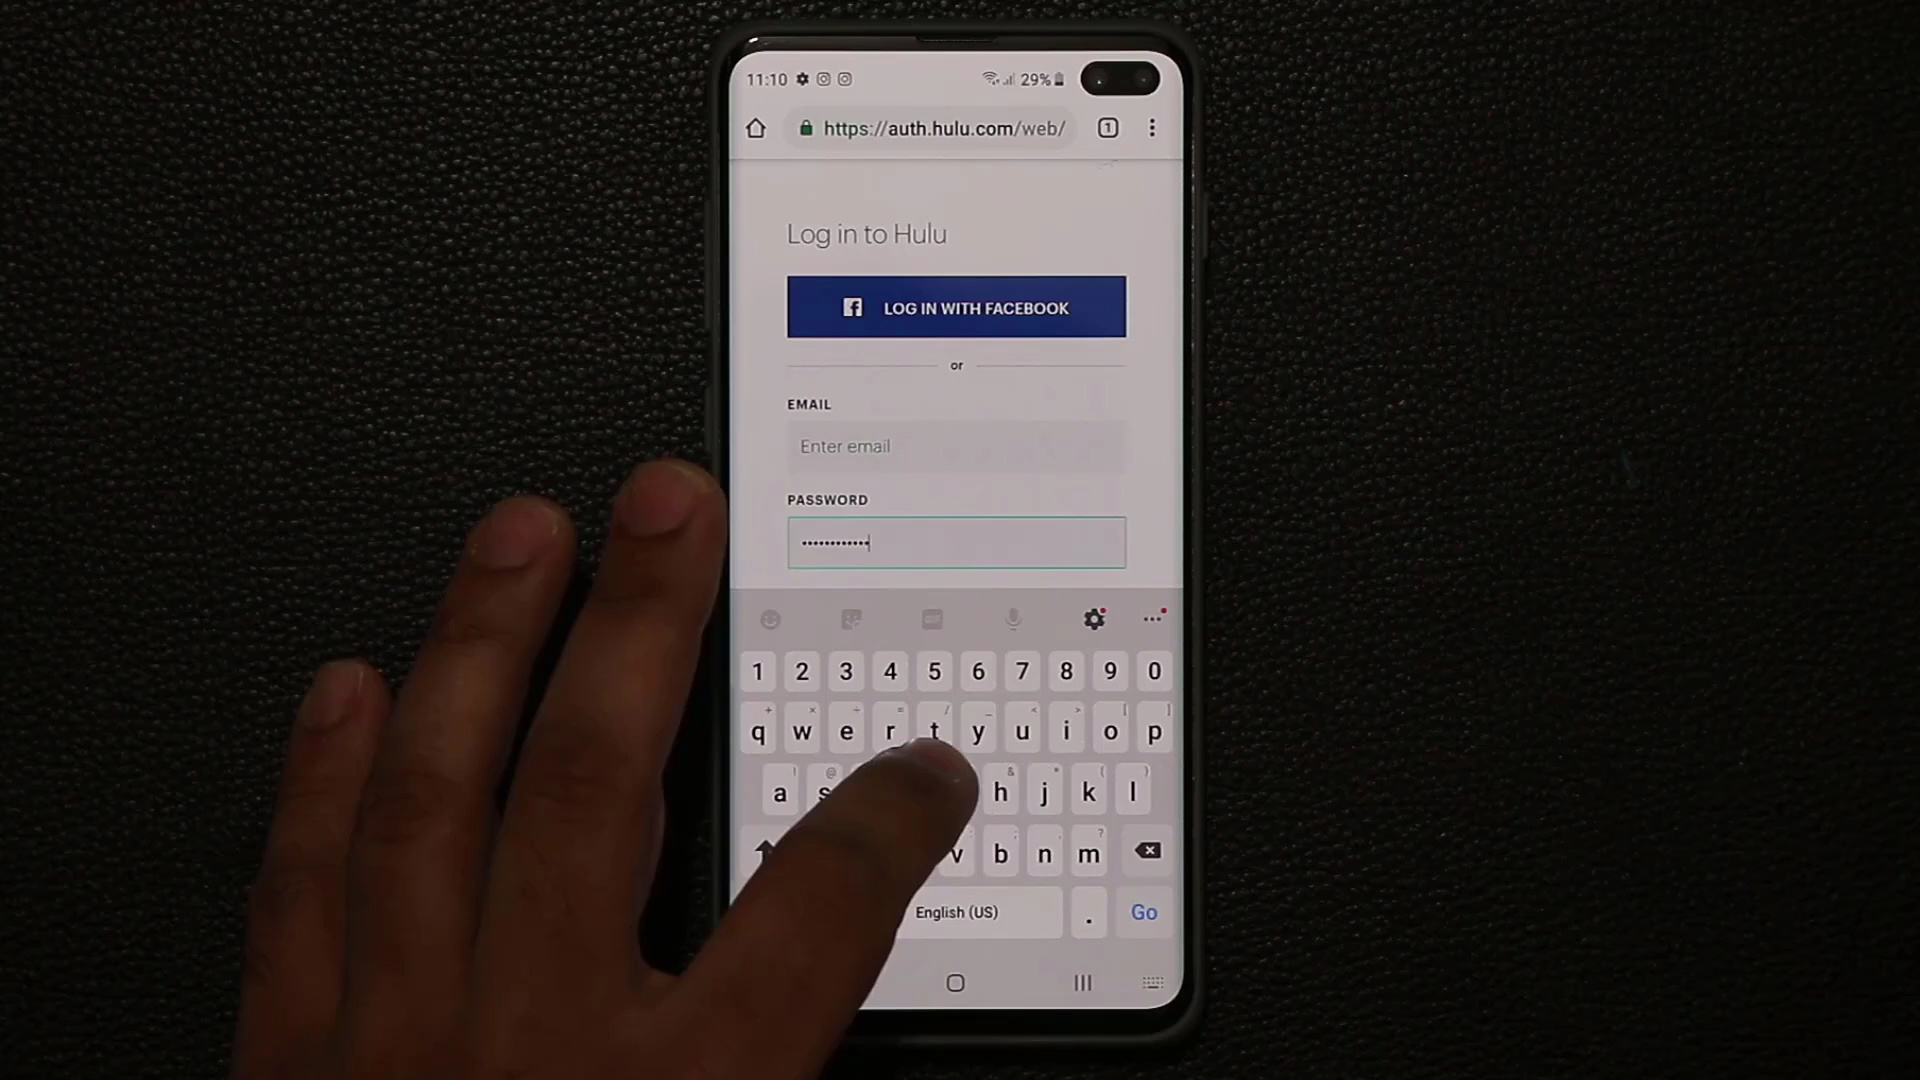 11:10 29%
https://auth.hulu.com/web/ 1
Log in to Hulu
f LOG IN WITH FACEBOOK
or
EMAIL
Enter email
PASSWORD
••••••••••••
1 2 3 4 5 6 7 8 9 0
+ × ÷ = / _ < > [ ]
q w e r t y u i o p
! @ & * ( )
a s h j k l
: ; ?
v b n m
English (US) . Go